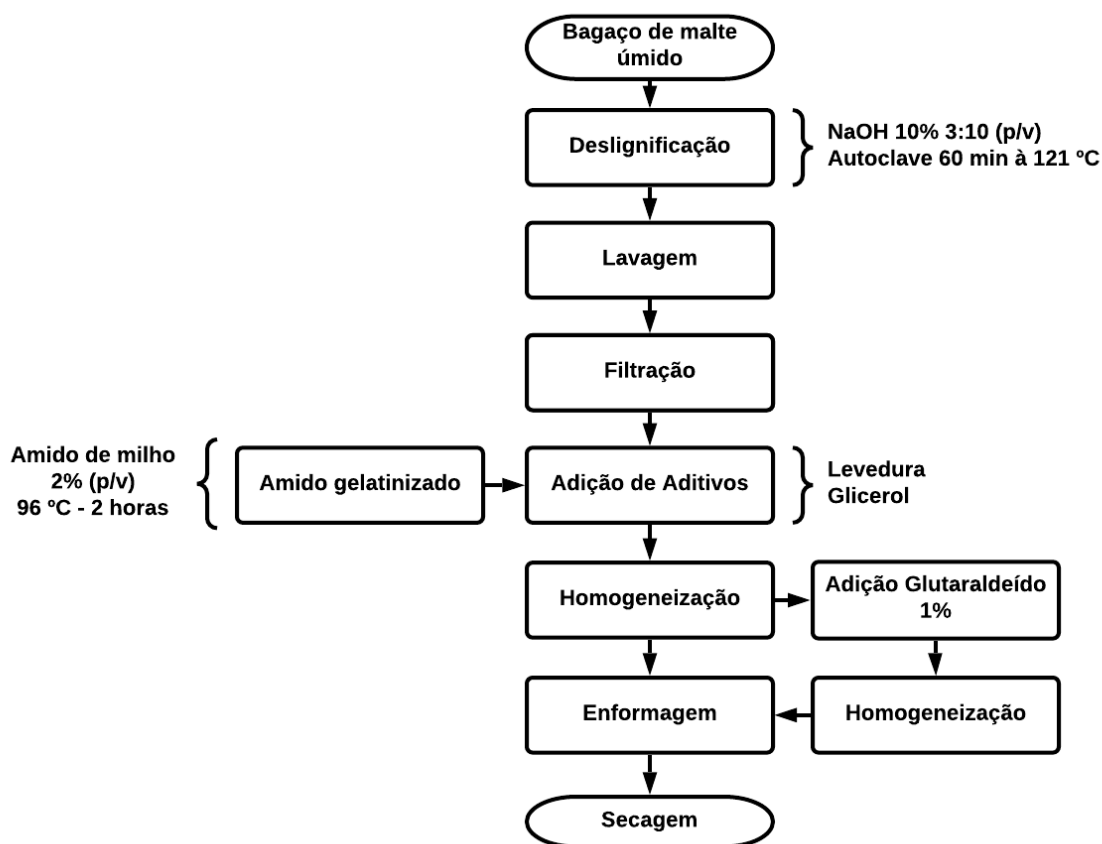 Bagaço de malte
úmido
Deslignificação
NaOH 10% 3:10 (p/v)
Autoclave 60 min à 121 ºC
Lavagem
Filtração
Amido de milho
2% (p/v)
96 ºC - 2 horas
Amido gelatinizado
Adição de Aditivos
Levedura
Glicerol
Homogeneização
Adição Glutaraldeído
1%
Enformagem
Homogeneização
Secagem